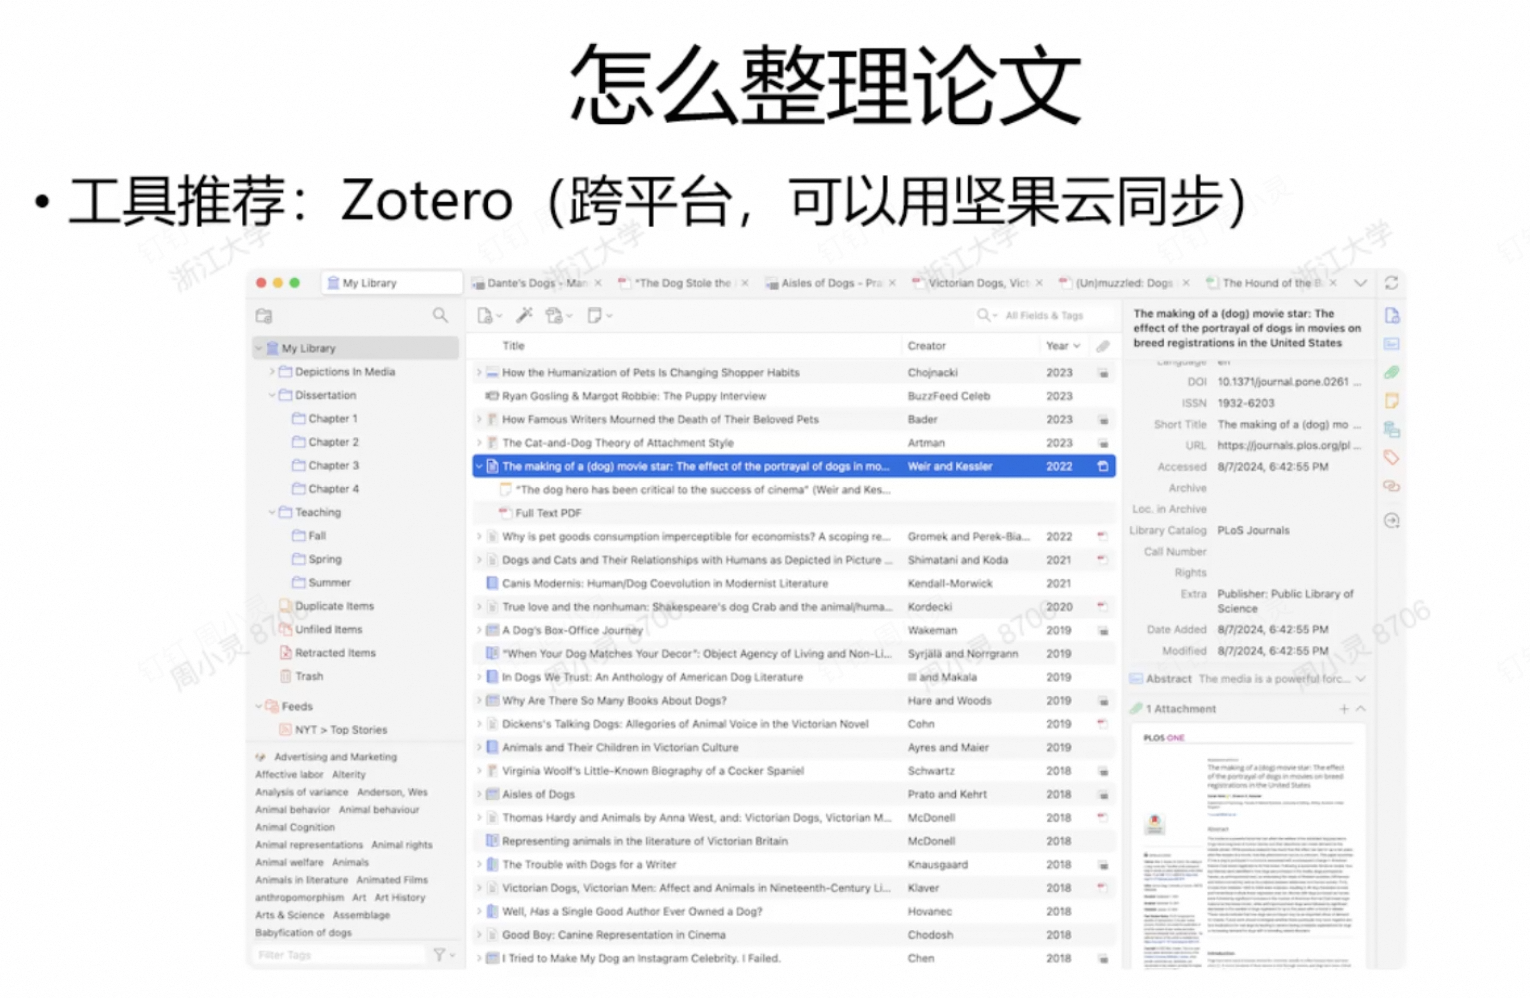 怎么整理论文
• 工具推荐：Zotero（跨平台，可以用坚果云同步）
My Library
Dante's Dogs - Man
"The Dog Stole the
Aisles of Dogs - Pra
Victorian Dogs, Vict
(Un)muzzled: Dogs
The Hound of the B
All Fields & Tags
My Library
Depictions In Media
Dissertation
Chapter 1
Chapter 2
Chapter 3
Chapter 4
Teaching
Fall
Spring
Summer
Duplicate Items
Unfiled Items
Retracted Items
Trash
Feeds
NYT > Top Stories
Advertising and Marketing
Affective labor Alterity
Analysis of variance Anderson, Wes
Animal behavior Animal behaviour
Animal Cognition
Animal representations Animal rights
Animal welfare Animals
Animals in literature Animated Films
anthropomorphism Art Art History
Arts & Science Assemblage
Babyfication of dogs
Filter Tags
Title Creator Year
How the Humanization of Pets Is Changing Shopper Habits Chojnacki 2023
Ryan Gosling & Margot Robbie: The Puppy Interview BuzzFeed Celeb 2023
How Famous Writers Mourned the Death of Their Beloved Pets Bader 2023
The Cat-and-Dog Theory of Attachment Style Artman 2023
The making of a (dog) movie star: The effect of the portrayal of dogs in mo... Weir and Kessler 2022
"The dog hero has been critical to the success of cinema" (Weir and Kes...
Full Text PDF
Why is pet goods consumption imperceptible for economists? A scoping re... Gromek and Perek-Bia... 2022
Dogs and Cats and Their Relationships with Humans as Depicted in Picture ... Shimatani and Koda 2021
Canis Modernis: Human/Dog Coevolution in Modernist Literature Kendall-Morwick 2021
True love and the nonhuman: Shakespeare's dog Crab and the animal/huma... Kordecki 2020
A Dog's Box-Office Journey Wakeman 2019
"When Your Dog Matches Your Decor": Object Agency of Living and Non-Li... Syrjälä and Norrgrann 2019
In Dogs We Trust: An Anthology of American Dog Literature III and Makala 2019
Why Are There So Many Books About Dogs? Hare and Woods 2019
Dickens's Talking Dogs: Allegories of Animal Voice in the Victorian Novel Cohn 2019
Animals and Their Children in Victorian Culture Ayres and Maier 2019
Virginia Woolf's Little-Known Biography of a Cocker Spaniel Schwartz 2018
Aisles of Dogs Prato and Kehrt 2018
Thomas Hardy and Animals by Anna West, and: Victorian Dogs, Victorian M... McDonell 2018
Representing animals in the literature of Victorian Britain McDonell 2018
The Trouble with Dogs for a Writer Knausgaard 2018
Victorian Dogs, Victorian Men: Affect and Animals in Nineteenth-Century Li... Klaver 2018
Well, Has a Single Good Author Ever Owned a Dog? Hovanec 2018
Good Boy: Canine Representation in Cinema Chodosh 2018
I Tried to Make My Dog an Instagram Celebrity. I Failed. Chen 2018
The making of a (dog) movie star: The
effect of the portrayal of dogs in movies on
breed registrations in the United States
Language en
DOI 10.1371/journal.pone.0261 ...
ISSN 1932-6203
Short Title The making of a (dog) mo ...
URL https://journals.plos.org/pl ...
Accessed 8/7/2024, 6:42:55 PM
Archive
Loc. in Archive
Library Catalog PLoS Journals
Call Number
Rights
Extra Publisher: Public Library of
Science
Date Added 8/7/2024, 6:42:55 PM
Modified 8/7/2024, 6:42:55 PM
Abstract The media is a powerful forc...
1 Attachment
PLOS ONE
The making of a (dog) movie star: The effect
of the portrayal of dogs in movies on breed
registrations in the United States
Abstract
Introduction
浙江大学
浙江大学
浙江大学
浙江大学
周小灵 8706
周小灵 8706
周小灵 8706
周小灵 8706